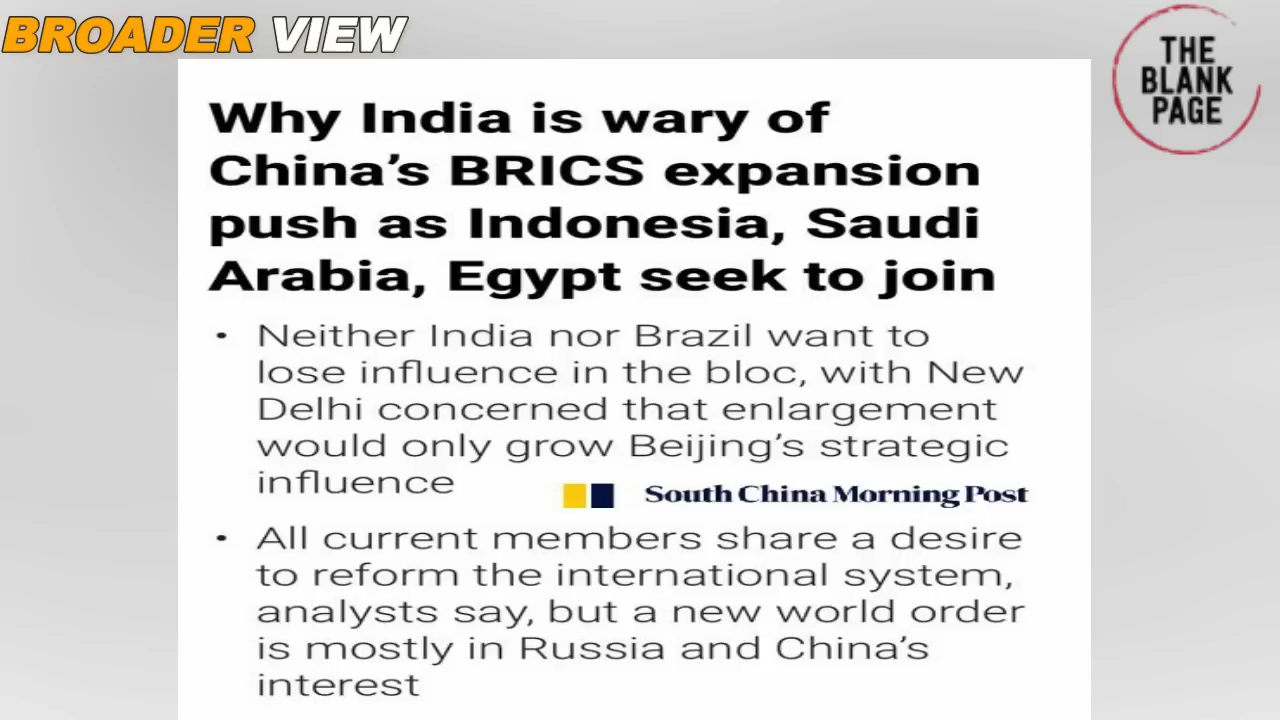 BROADER VIEW
THE
BLANK
PAGE
Why India is wary of
China’s BRICS expansion
push as Indonesia, Saudi
Arabia, Egypt seek to join
• Neither India nor Brazil want to
lose influence in the bloc, with New
Delhi concerned that enlargement
would only grow Beijing’s strategic
influence
South China Morning Post
• All current members share a desire
to reform the international system,
analysts say, but a new world order
is mostly in Russia and China’s
interest